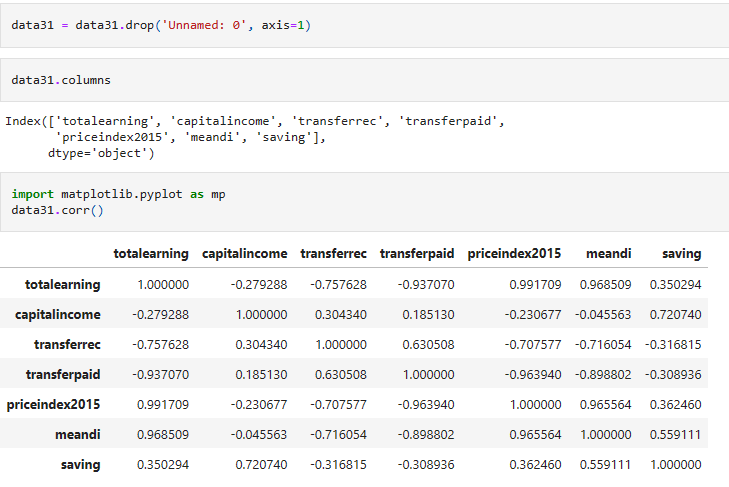 data31 = data31.drop('Unnamed: 0', axis=1)
data31.columns
Index(['totalearning', 'capitalincome', 'transferrec', 'transferpaid',
'priceindex2015', 'meandi', 'saving'],
dtype='object')
import matplotlib.pyplot as mp
data31.corr()
totalearning capitalincome transferrec transferpaid priceindex2015 meandi saving
totalearning 1.000000 -0.279288 -0.757628 -0.937070 0.991709 0.968509 0.350294
capitalincome -0.279288 1.000000 0.304340 0.185130 -0.230677 -0.045563 0.720740
transferrec -0.757628 0.304340 1.000000 0.630508 -0.707577 -0.716054 -0.316815
transferpaid -0.937070 0.185130 0.630508 1.000000 -0.963940 -0.898802 -0.308936
priceindex2015 0.991709 -0.230677 -0.707577 -0.963940 1.000000 0.965564 0.362460
meandi 0.968509 -0.045563 -0.716054 -0.898802 0.965564 1.000000 0.559111
saving 0.350294 0.720740 -0.316815 -0.308936 0.362460 0.559111 1.000000